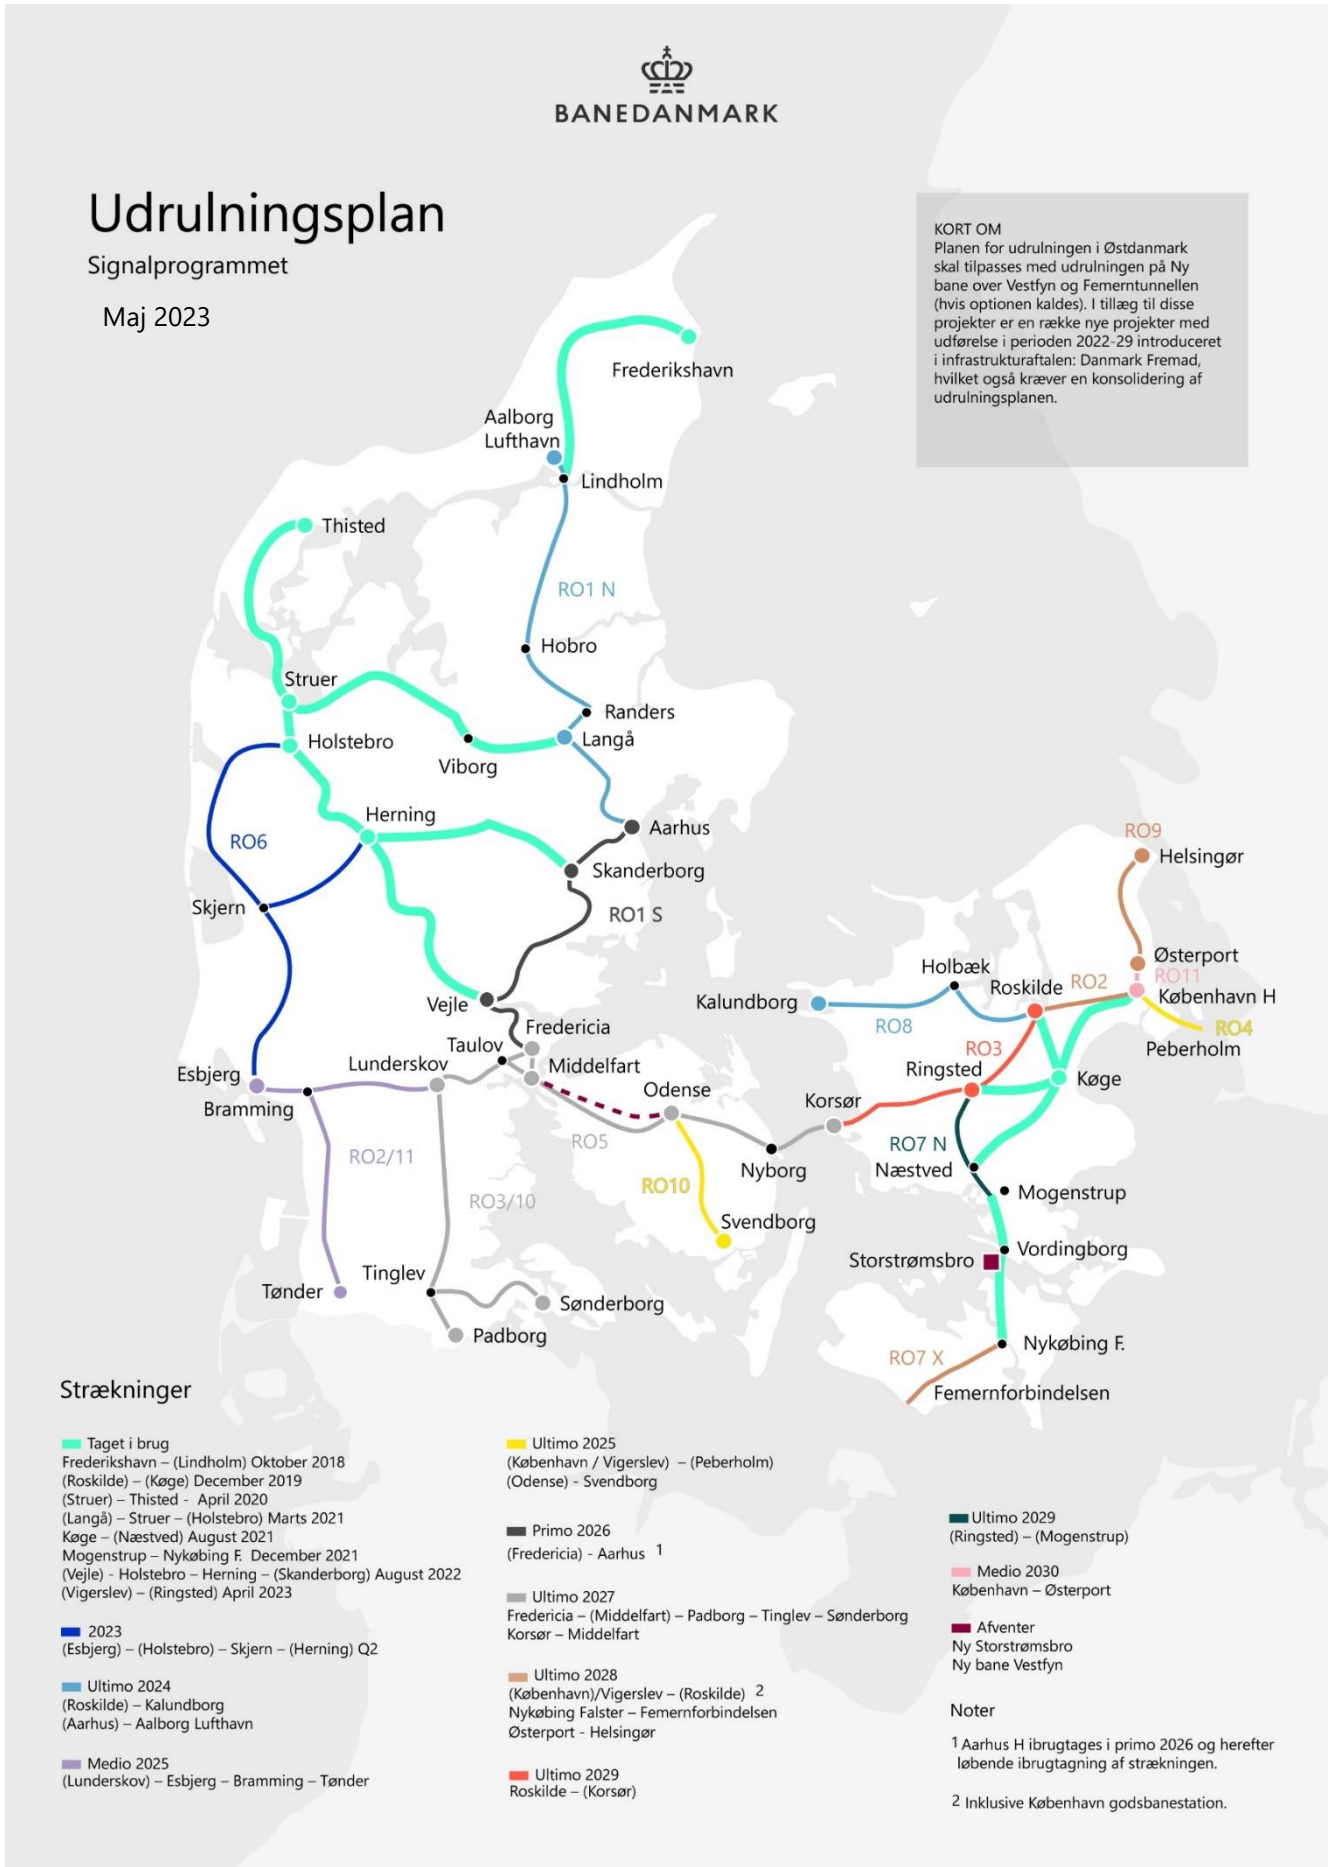 BANEDANMARK
Udrulningsplan
Signalprogrammet
Maj 2023
KORT OM
Planen for udrulningen i Østdanmark
skal tilpasses med udrulningen på Ny
bane over Vestfyn og Femerntunnellen
(hvis optionen kaldes). I tillæg til disse
projekter er en række nye projekter med
udførelse i perioden 2022-29 introduceret
i infrastrukturaftalen: Danmark Fremad,
hvilket også kræver en konsolidering af
udrulningsplanen.
Frederikshavn
Aalborg
Lufthavn
Lindholm
Thisted
RO1 N
Hobro
Struer
Randers
Holstebro
Langå
Viborg
Herning
Aarhus
RO6
Skanderborg
Skjern
RO1 S
Vejle
Fredericia
Taulov
Lunderskov
Middelfart
Esbjerg
Bramming
Odense
Korsør
RO5
RO2/11
Nyborg
RO10
RO3/10
Svendborg
Tinglev
Tønder
Sønderborg
Padborg
RO9
Helsingør
Østerport
Holbæk
RO11
Roskilde
RO2
Kalundborg
København H
RO8
RO4
RO3
Peberholm
Ringsted
Køge
RO7 N
Næstved
Mogenstrup
Vordingborg
Storstrømsbro
Nykøbing F.
RO7 X
Femernforbindelsen
Strækninger
Taget i brug
Frederikshavn – (Lindholm) Oktober 2018
(Roskilde) – (Køge) December 2019
(Struer) – Thisted - April 2020
(Langå) – Struer – (Holstebro) Marts 2021
Køge – (Næstved) August 2021
Mogenstrup – Nykøbing F. December 2021
(Vejle) - Holstebro – Herning – (Skanderborg) August 2022
(Vigerslev) – (Ringsted) April 2023
2023
(Esbjerg) – (Holstebro) – Skjern – (Herning) Q2
Ultimo 2024
(Roskilde) – Kalundborg
(Aarhus) – Aalborg Lufthavn
Medio 2025
(Lunderskov) – Esbjerg – Bramming – Tønder
Ultimo 2025
(København / Vigerslev) – (Peberholm)
(Odense) - Svendborg
Primo 2026
(Fredericia) - Aarhus 1
Ultimo 2027
Fredericia – (Middelfart) – Padborg – Tinglev – Sønderborg
Korsør – Middelfart
Ultimo 2028
(København)/Vigerslev – (Roskilde) 2
Nykøbing Falster – Femernforbindelsen
Østerport - Helsingør
Ultimo 2029
Roskilde – (Korsør)
Ultimo 2029
(Ringsted) – (Mogenstrup)
Medio 2030
København – Østerport
Afventer
Ny Storstrømsbro
Ny bane Vestfyn
Noter
1 Aarhus H ibrugtages i primo 2026 og herefter
løbende ibrugtagning af strækningen.
2 Inklusive København godsbanestation.